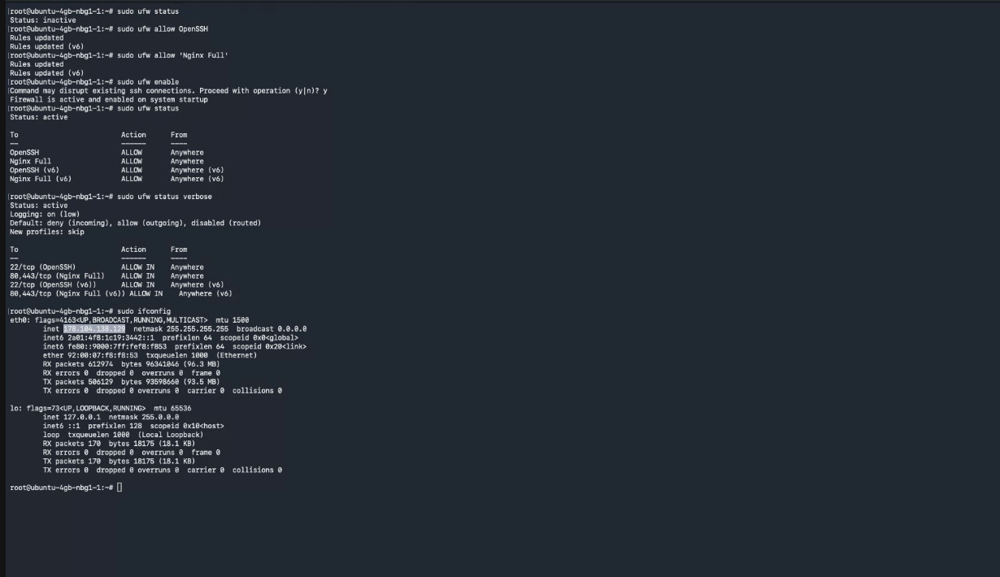 [root@ubuntu-4gb-nbg1-1:~# sudo ufw status
Status: inactive
[root@ubuntu-4gb-nbg1-1:~# sudo ufw allow OpenSSH
Rules updated
Rules updated (v6)
[root@ubuntu-4gb-nbg1-1:~# sudo ufw allow 'Nginx Full'
Rules updated
Rules updated (v6)
[root@ubuntu-4gb-nbg1-1:~# sudo ufw enable
[Command may disrupt existing ssh connections. Proceed with operation (y|n)? y
Firewall is active and enabled on system startup
[root@ubuntu-4gb-nbg1-1:~# sudo ufw status
Status: active
To Action From
-- ------ ----
OpenSSH ALLOW Anywhere
Nginx Full ALLOW Anywhere
OpenSSH (v6) ALLOW Anywhere (v6)
Nginx Full (v6) ALLOW Anywhere (v6)
[root@ubuntu-4gb-nbg1-1:~# sudo ufw status verbose
Status: active
Logging: on (low)
Default: deny (incoming), allow (outgoing), disabled (routed)
New profiles: skip
To Action From
-- ------ ----
22/tcp (OpenSSH) ALLOW IN Anywhere
80,443/tcp (Nginx Full) ALLOW IN Anywhere
22/tcp (OpenSSH (v6)) ALLOW IN Anywhere (v6)
80,443/tcp (Nginx Full (v6)) ALLOW IN Anywhere (v6)
[root@ubuntu-4gb-nbg1-1:~# sudo ifconfig
eth0: flags=4163<UP,BROADCAST,RUNNING,MULTICAST> mtu 1500
inet 178.104.138.129 netmask 255.255.255.255 broadcast 0.0.0.0
inet6 2a01:4f8:1c19:3442::1 prefixlen 64 scopeid 0x0<global>
inet6 fe80::9000:7ff:fef8:f853 prefixlen 64 scopeid 0x20<link>
ether 92:00:07:f8:f8:53 txqueuelen 1000 (Ethernet)
RX packets 612974 bytes 96341046 (96.3 MB)
RX errors 0 dropped 0 overruns 0 frame 0
TX packets 506129 bytes 93598660 (93.5 MB)
TX errors 0 dropped 0 overruns 0 carrier 0 collisions 0
lo: flags=73<UP,LOOPBACK,RUNNING> mtu 65536
inet 127.0.0.1 netmask 255.0.0.0
inet6 ::1 prefixlen 128 scopeid 0x10<host>
loop txqueuelen 1000 (Local Loopback)
RX packets 170 bytes 18175 (18.1 KB)
RX errors 0 dropped 0 overruns 0 frame 0
TX packets 170 bytes 18175 (18.1 KB)
TX errors 0 dropped 0 overruns 0 carrier 0 collisions 0
root@ubuntu-4gb-nbg1-1:~#